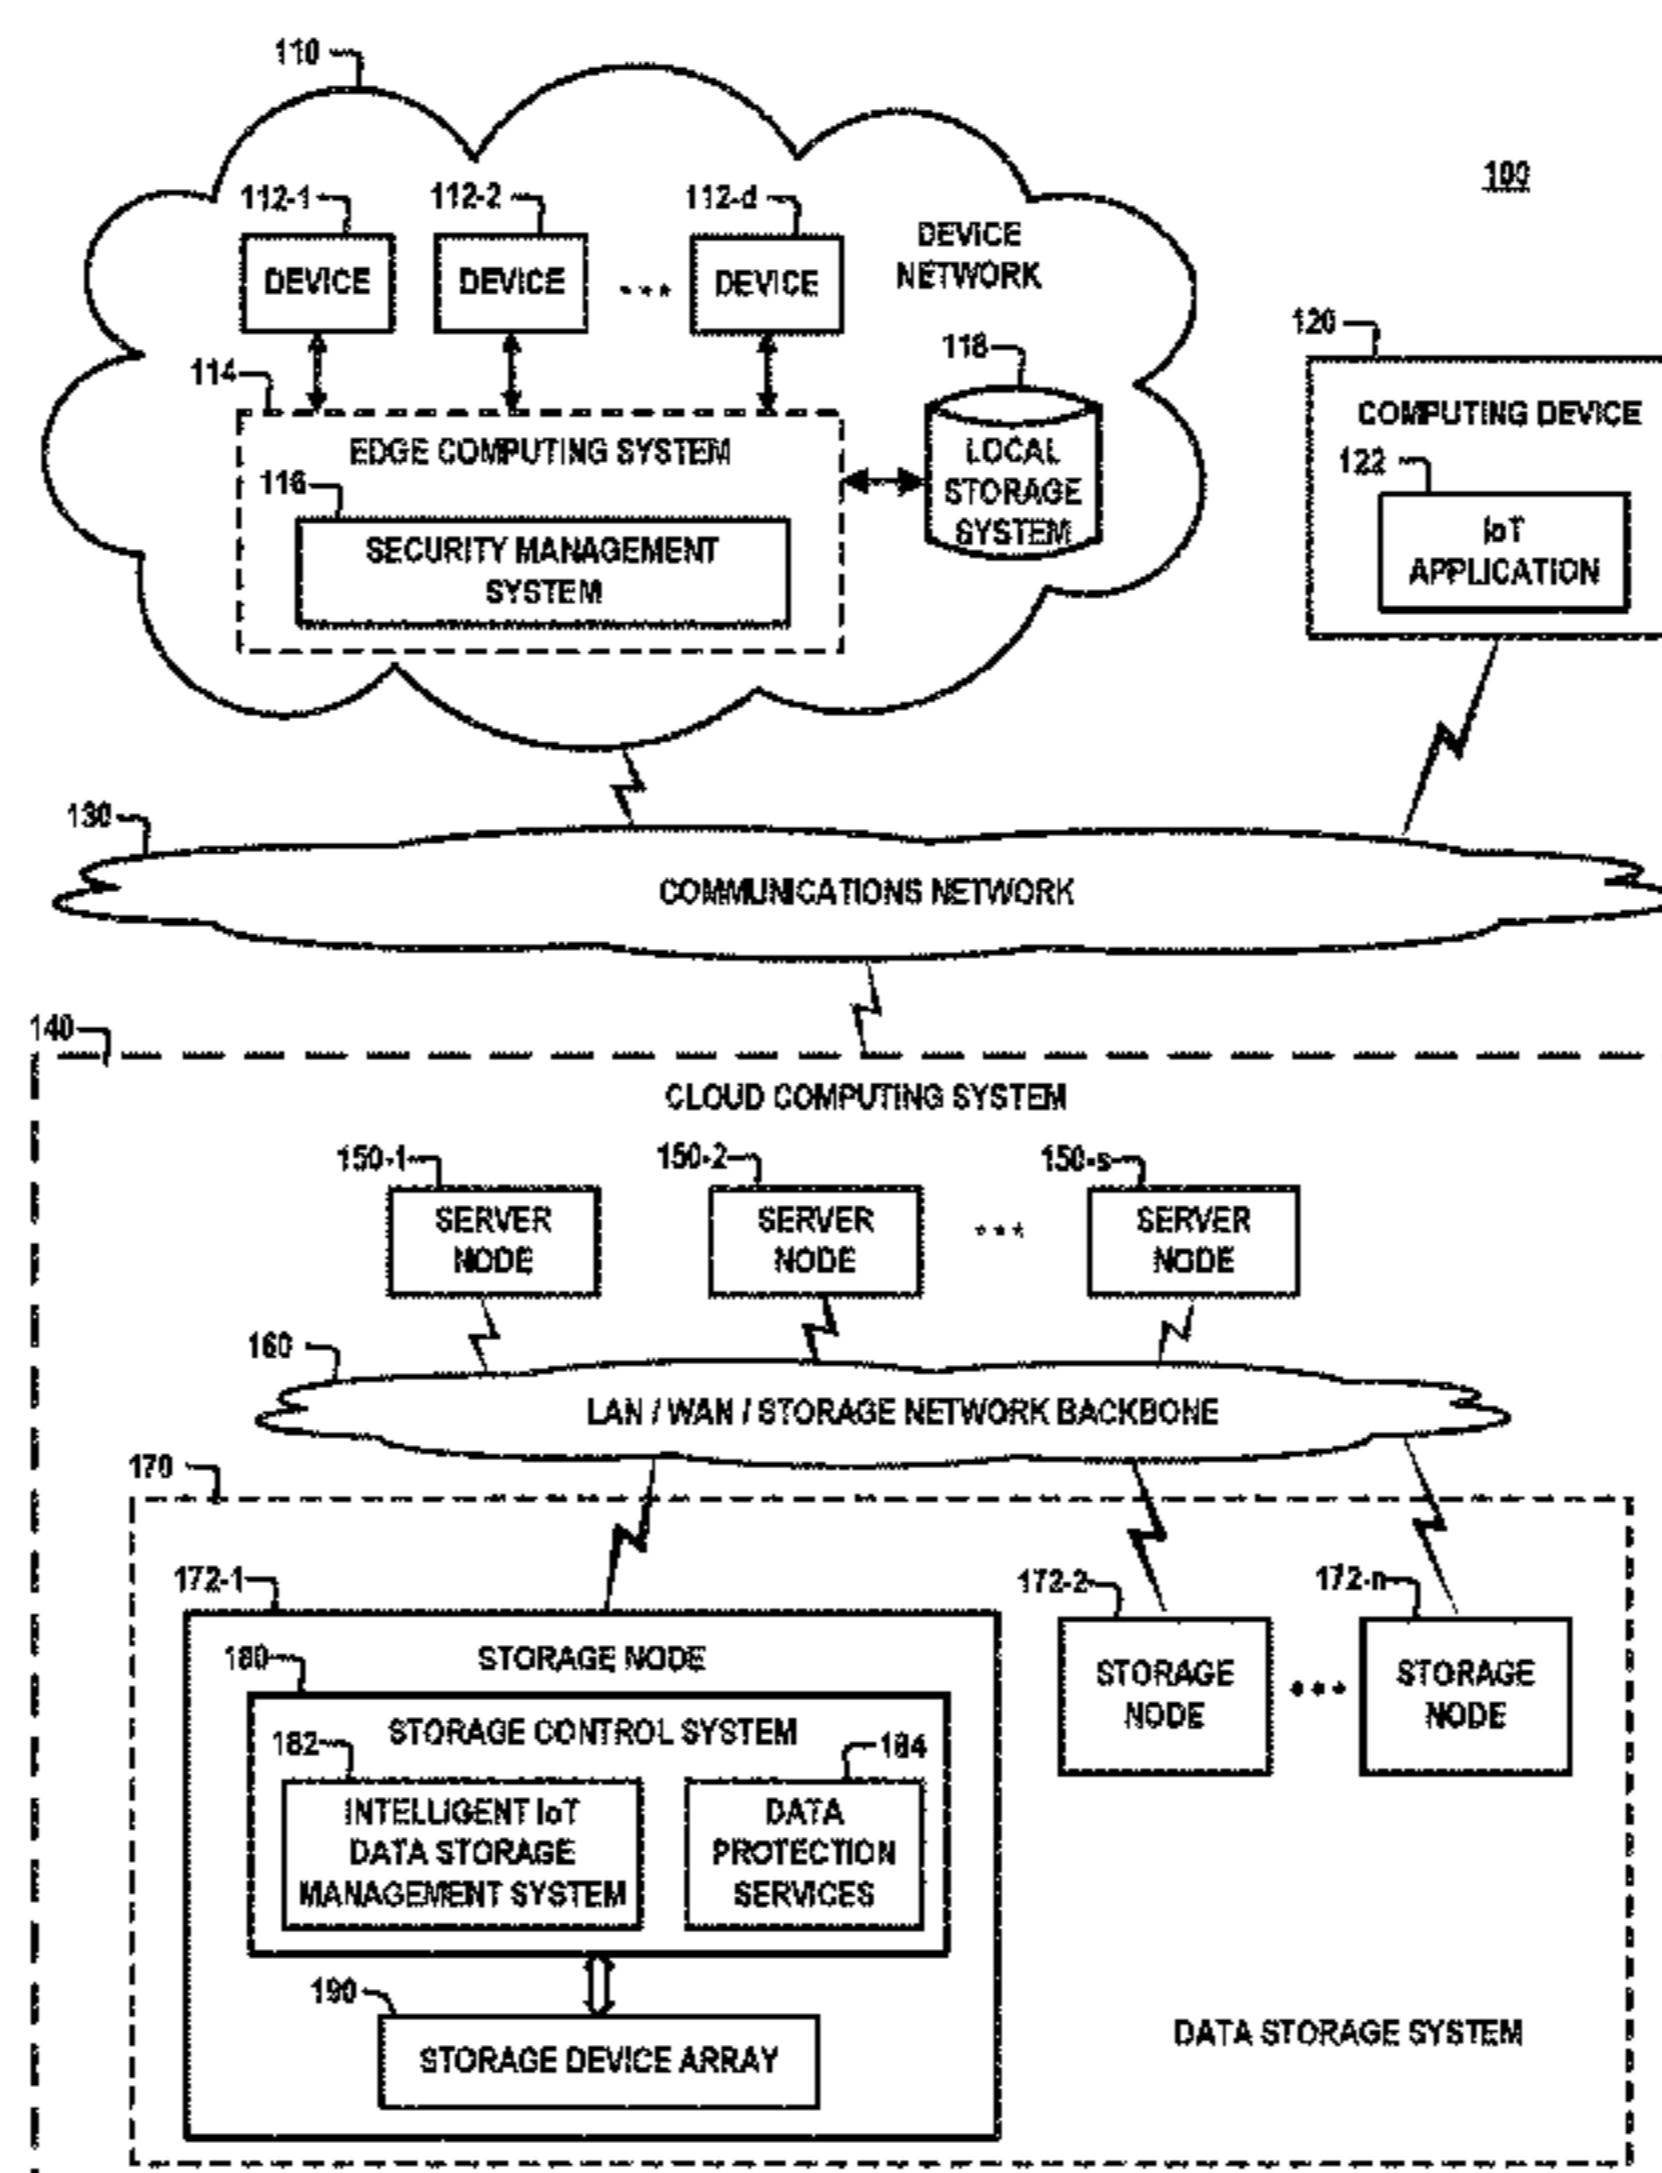 110
100
112-1
112-2
112-d
DEVICE
DEVICE
...
DEVICE
DEVICE
NETWORK
120
118
114
COMPUTING DEVICE
EDGE COMPUTING SYSTEM
LOCAL
STORAGE
SYSTEM
122
116
IoT
APPLICATION
SECURITY MANAGEMENT
SYSTEM
130
COMMUNICATIONS NETWORK
140
CLOUD COMPUTING SYSTEM
150-1
150-2
150-s
SERVER
NODE
SERVER
NODE
...
SERVER
NODE
160
LAN / WAN / STORAGE NETWORK BACKBONE
170
172-1
172-2
172-n
STORAGE NODE
180
STORAGE
NODE
...
STORAGE
NODE
STORAGE CONTROL SYSTEM
182
184
INTELLIGENT IoT
DATA STORAGE
MANAGEMENT SYSTEM
DATA
PROTECTION
SERVICES
190
STORAGE DEVICE ARRAY
DATA STORAGE SYSTEM